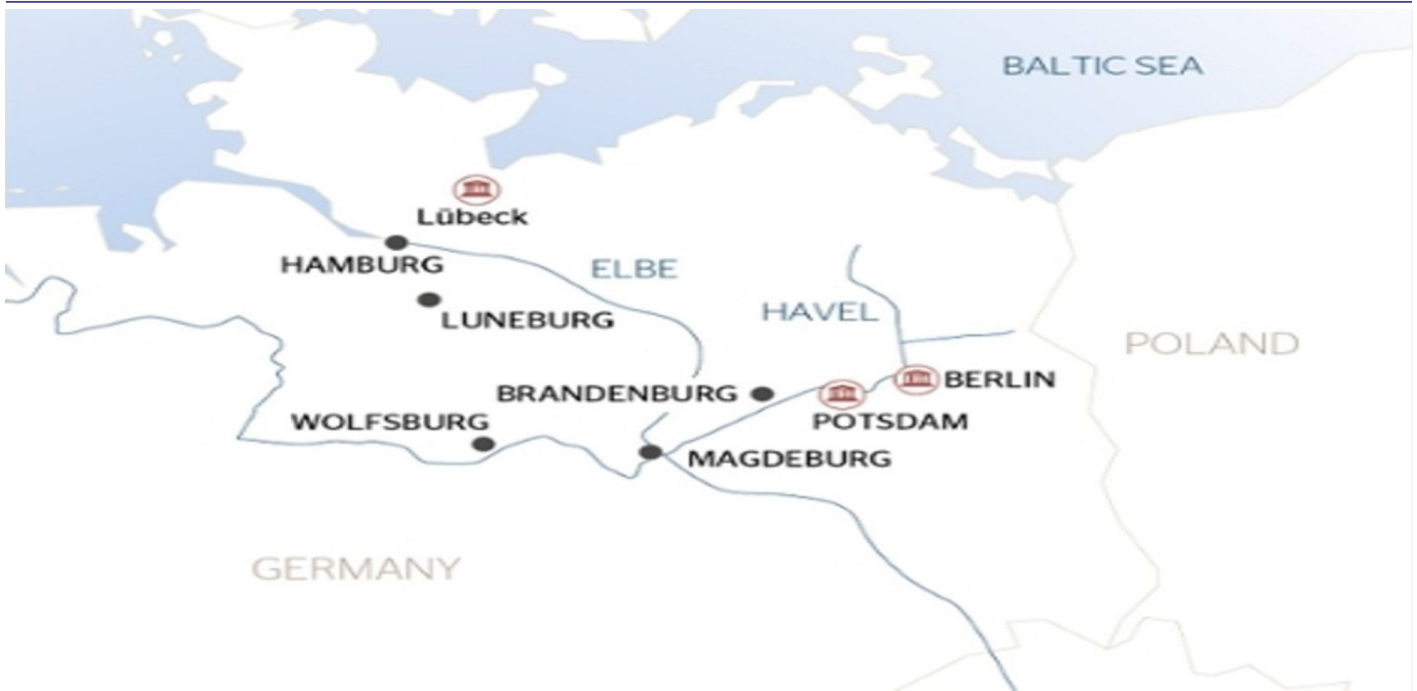 BALTIC SEA
Lübeck
HAMBURG
ELBE
LUNEBURG
HAVEL
POLAND
BERLIN
BRANDENBURG
POTSDAM
WOLFSBURG
MAGDEBURG
GERMANY